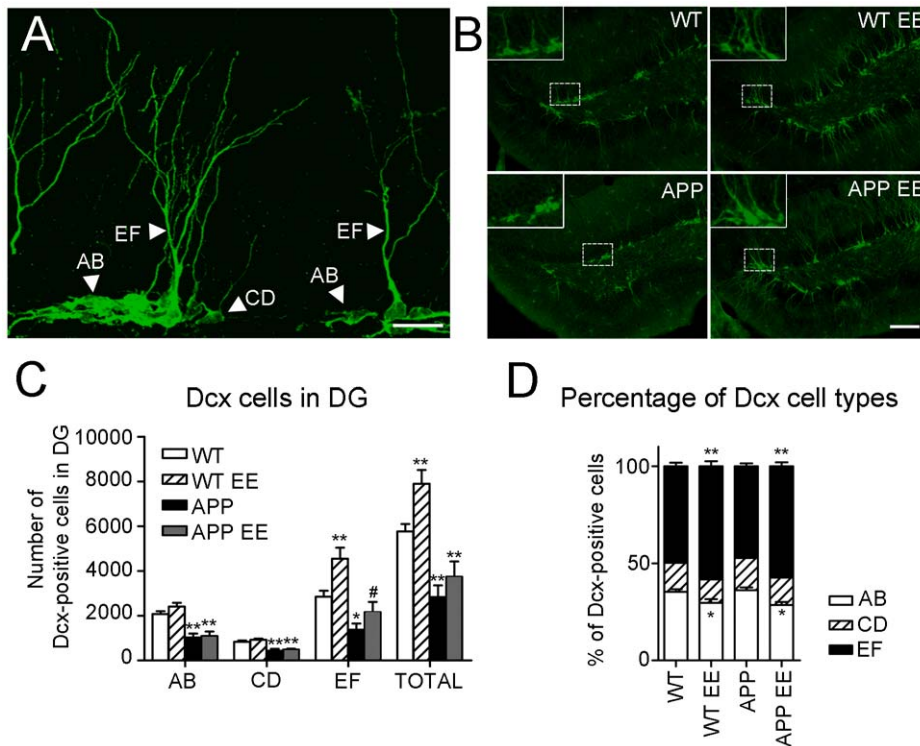 A
EF
EF
AB
CD
AB
B
WT
WT EE
APP
APP EE
C
Dcx cells in DG
Number of
Dcx-positive cells in DG
10000
8000
6000
4000
2000
0
WT
WT EE
APP
APP EE
** **
****
**
*
#
**
**
**
AB
CD
EF
TOTAL
D
Percentage of Dcx cell types
% of Dcx-positive cells
100
50
0
**
**
*
*
WT
WT EE
APP
APP EE
AB
CD
EF